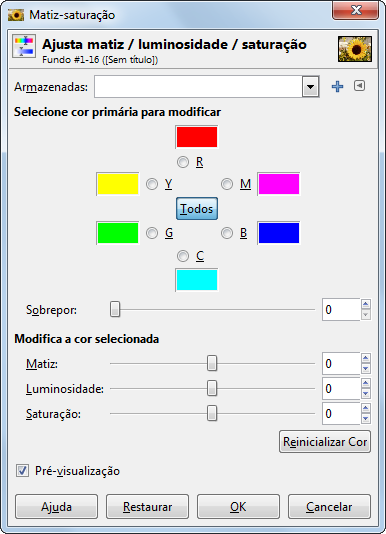 Matiz-saturação
Ajusta matiz / luminosidade / saturação
Fundo #1-16 ([Sem título])
Armazenadas:
Selecione cor primária para modificar
R
Y M
Todos
G B
C
Sobrepor: 0
Modifica a cor selecionada
Matiz: 0
Luminosidade: 0
Saturação: 0
Reinicializar Cor
Pré-visualização
Ajuda Restaurar OK Cancelar